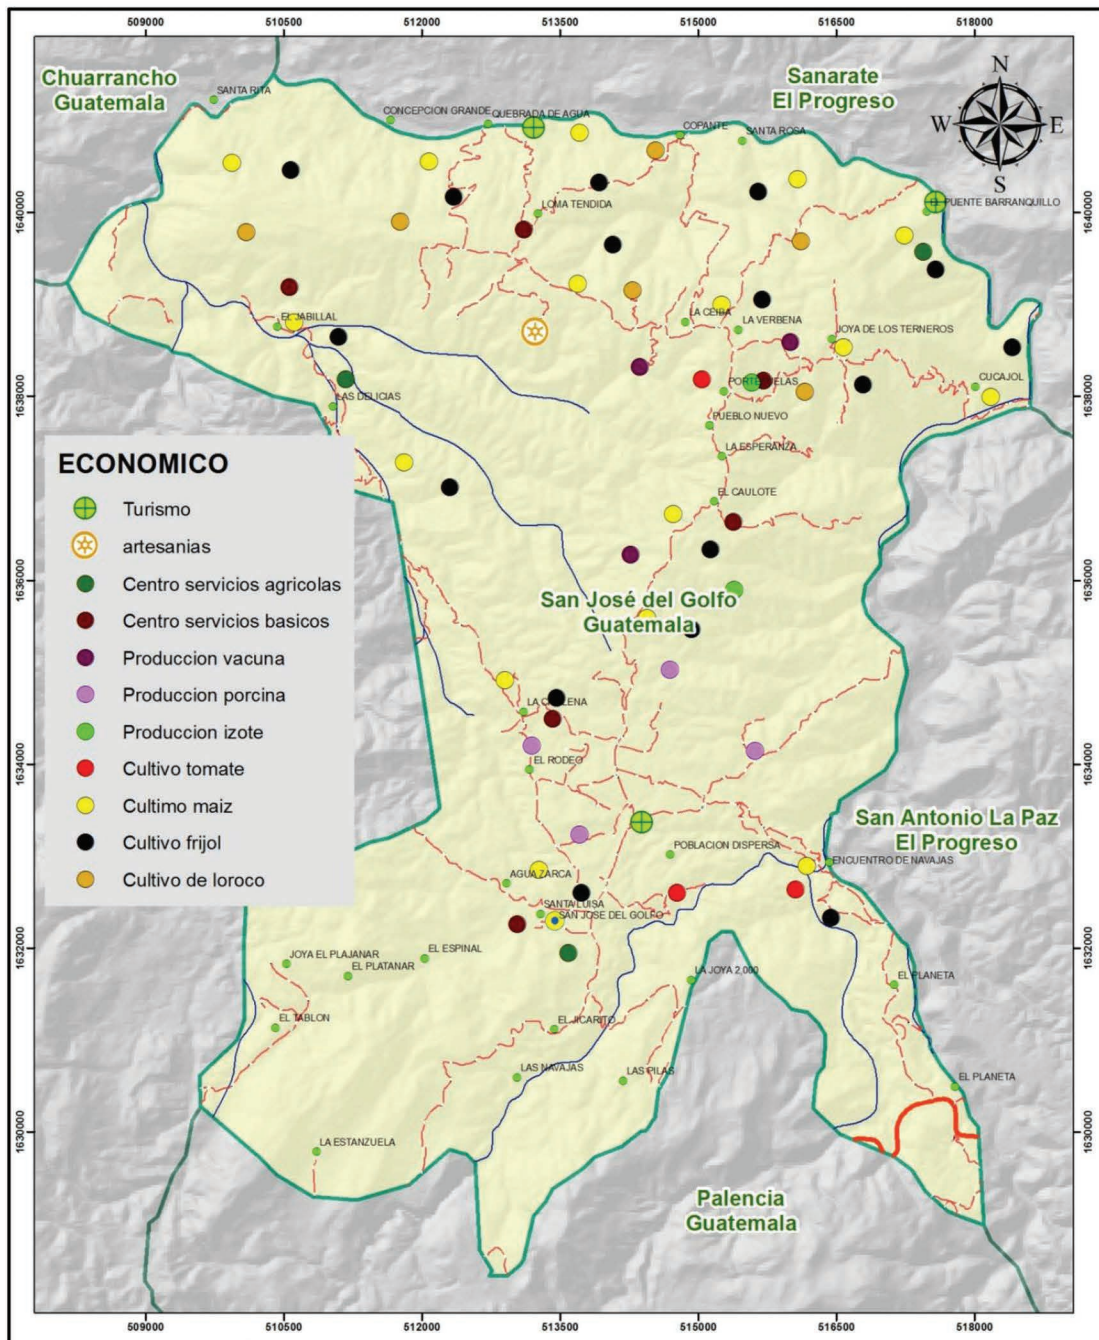 509000 510500 512000 513500 515000 516500 518000
Chuarrancho
Guatemala
Sanarate
El Progreso
N
W E
S
SANTA RITA
CONCEPCION GRANDE
QUEBRADA DE AGUA
COPANTE
SANTA ROSA
1640000
1640000
LOMA TENDIDA
EL PUENTE BARRANQUILLO
EL JABILLAL
LA CEIBA
LA VERBENA
JOYA DE LOS TERNEROS
1638000
1638000
LAS DELICIAS
CUCAJOL
PUEBLO NUEVO
LA ESPERANZA
EL CAULOTE
ECONOMICO
Turismo
artesanias
Centro servicios agricolas
Centro servicios basicos
Produccion vacuna
Produccion porcina
Produccion izote
Cultivo tomate
Cultimo maiz
Cultivo frijol
Cultivo de loroco
1636000
1636000
San José del Golfo
Guatemala
1634000
1634000
EL RODEO
San Antonio La Paz
El Progreso
POBLACION DISPERSA
ENCUENTRO DE NAVAJAS
AGUA ZARCA
SANTA LUISA
SAN JOSE DEL GOLFO
1632000
1632000
EL ESPINAL
JOYA EL PLAJANAR
EL PLATANAR
LA JOYA 2,000
EL PLANETA
EL TABLON
EL JICARITO
LAS NAVAJAS
LAS PILAS
EL PLANETA
1630000
1630000
LA ESTANZUELA
Palencia
Guatemala
509000 510500 512000 513500 515000 516500 518000